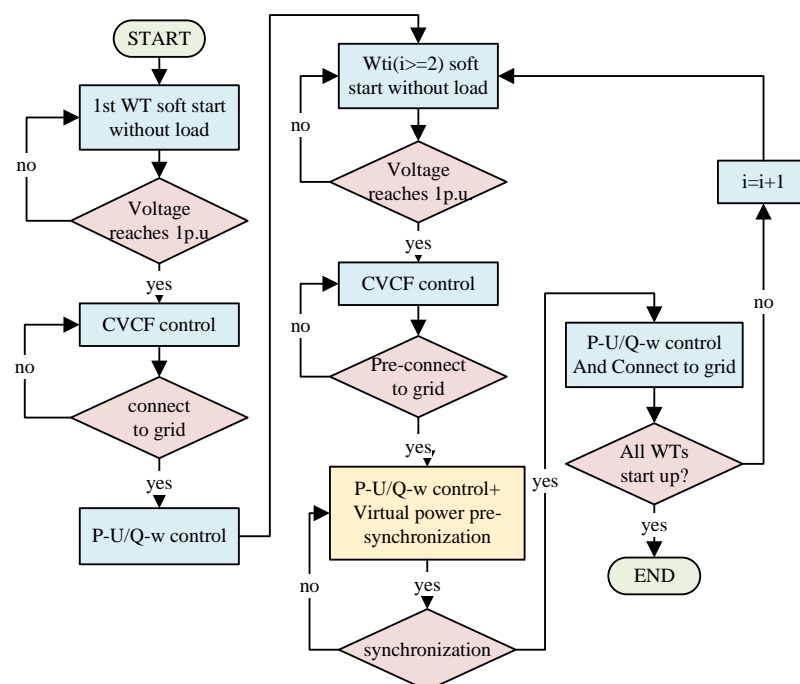 START
1st WT soft start
without load
no
Voltage
reaches 1p.u
yes
CVCF control
no
connect
to grid
yes
P-U/Q-w control
Wti(i>=2) soft
start without load
no
Voltage
reaches 1p.u.
yes
CVCF control
no
Pre-connect
to grid
yes
P-U/Q-w control+
Virtual power pre-
synchronization
no
yes
synchronization
yes
P-U/Q-w control
And Connect to grid
All WTs
start up?
no
i=i+1
yes
END